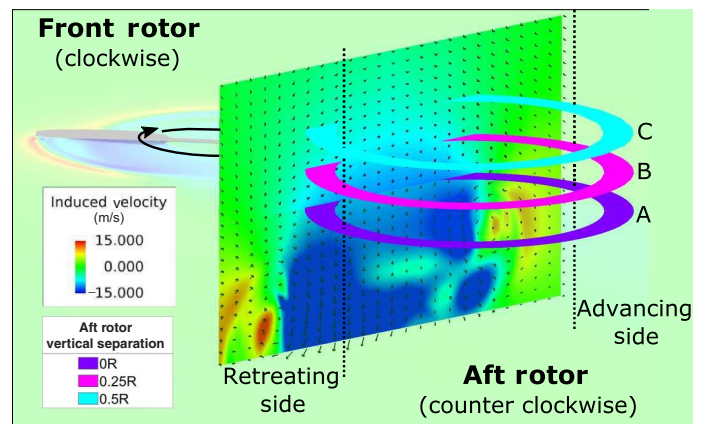 Front rotor
(clockwise)
C
B
A
Induced velocity
(m/s)
15.000
0.000
-15.000
Aft rotor
vertical separation
0R
0.25R
0.5R
Advancing
side
Retreating
side
Aft rotor
(counter clockwise)